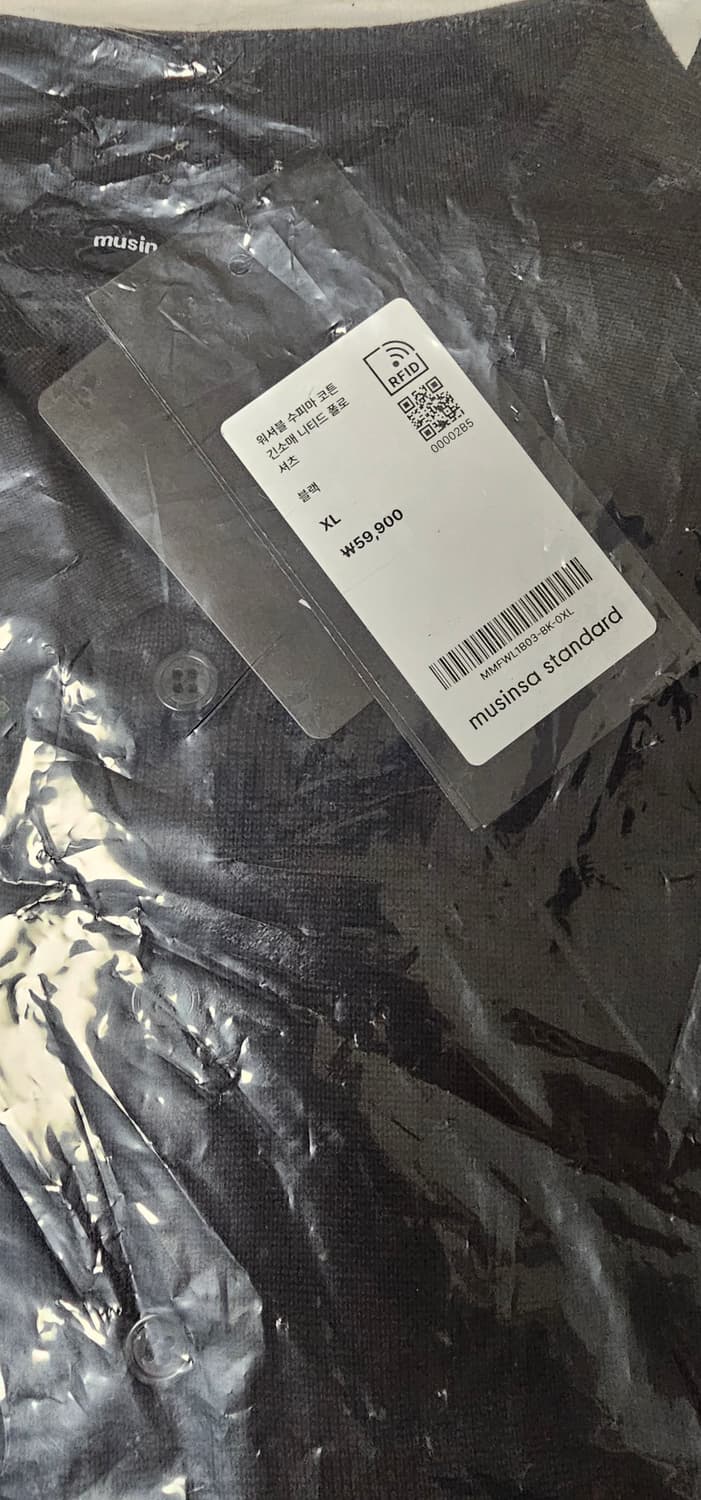 musin
RFID
00002B5
워셔블 수피마 코튼
긴소매 니티드 폴로
셔츠
블랙
XL
₩59,900
MMFWL1B03-BK-0XL
musinsa standard